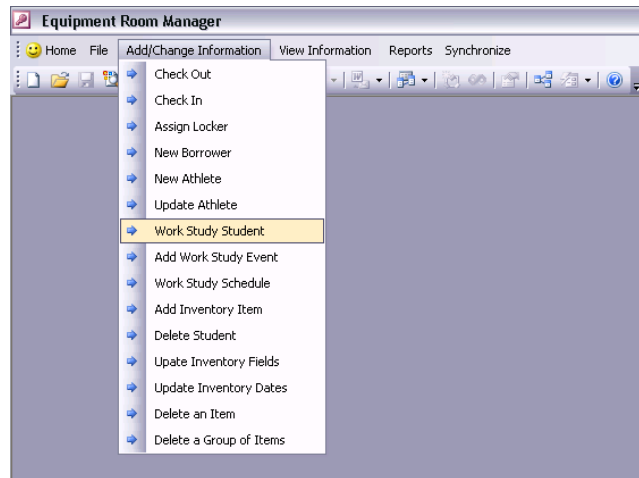 Equipment Room Manager
Home File Add/Change Information View Information Reports Synchronize
Check Out
Check In
Assign Locker
New Borrower
New Athlete
Update Athlete
Work Study Student
Add Work Study Event
Work Study Schedule
Add Inventory Item
Delete Student
Upate Inventory Fields
Update Inventory Dates
Delete an Item
Delete a Group of Items